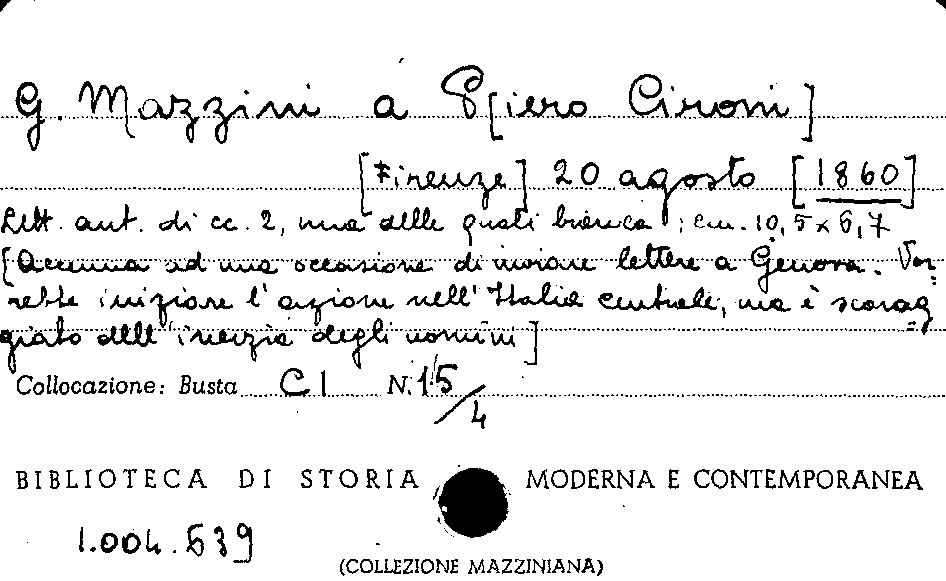 G. Mazzini a P[iero Cironi]
[Firenze] 20 agosto [1860]
Lett. aut. di cc. 2, una delle quali bianca; cm. 10,5 x 6,7
[Accenna ad una occasione di inviare lettere a Genova. Vor=
rebbe iniziare l'azione nell'Italia centrale, ma è scorag=
giato dell'inerzia degli uomini]
Collocazione: Busta CI N. 15/4
BIBLIOTECA DI STORIA MODERNA E CONTEMPORANEA
1.004.639
(COLLEZIONE MAZZINIANA)